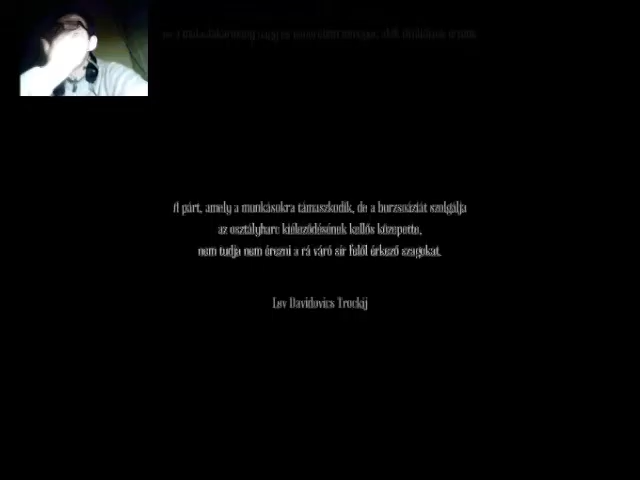 A párt, amely a munkásokra támaszkodik, de a burzsoáziát szolgálja
az osztályharc kiéleződésének kellős közepette,
nem tudja nem érezni a rá váró sír felől érkező szagokat.
Lev Davidovics Trockij